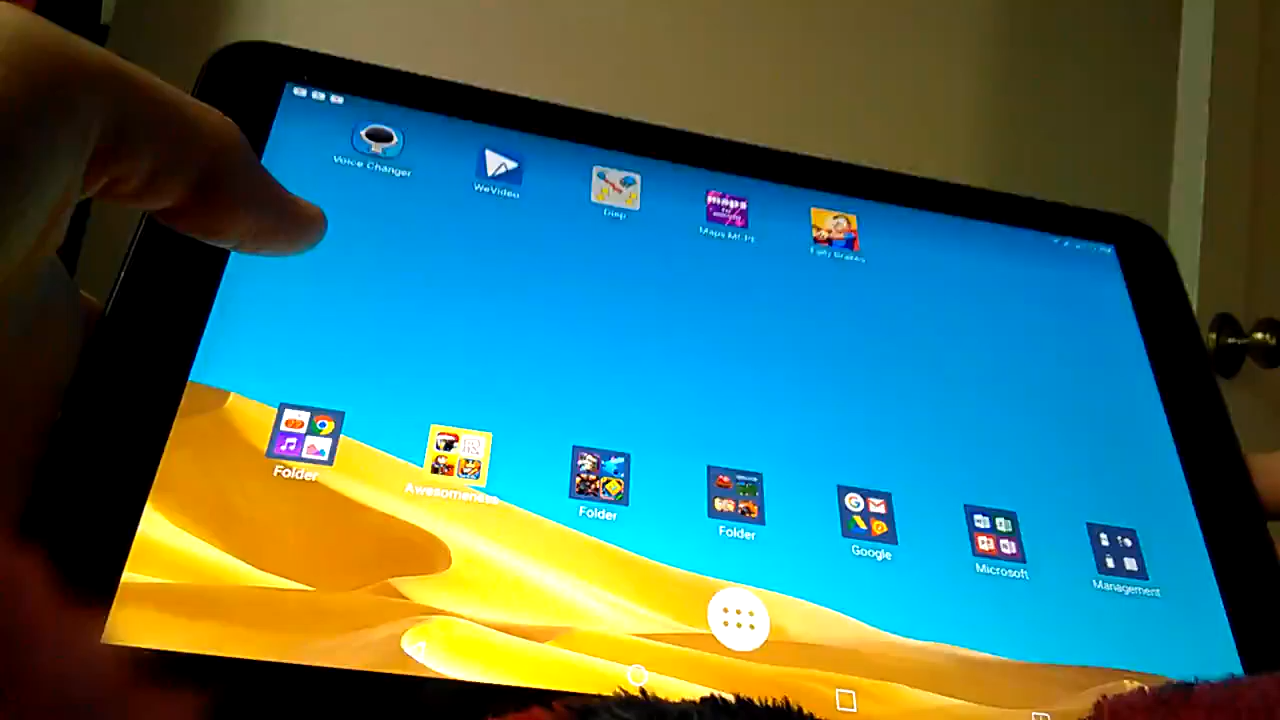 Voice Changer
WeVideo
maps
Folder
Awesomeness
Folder
Folder
Google
Microsoft
Management